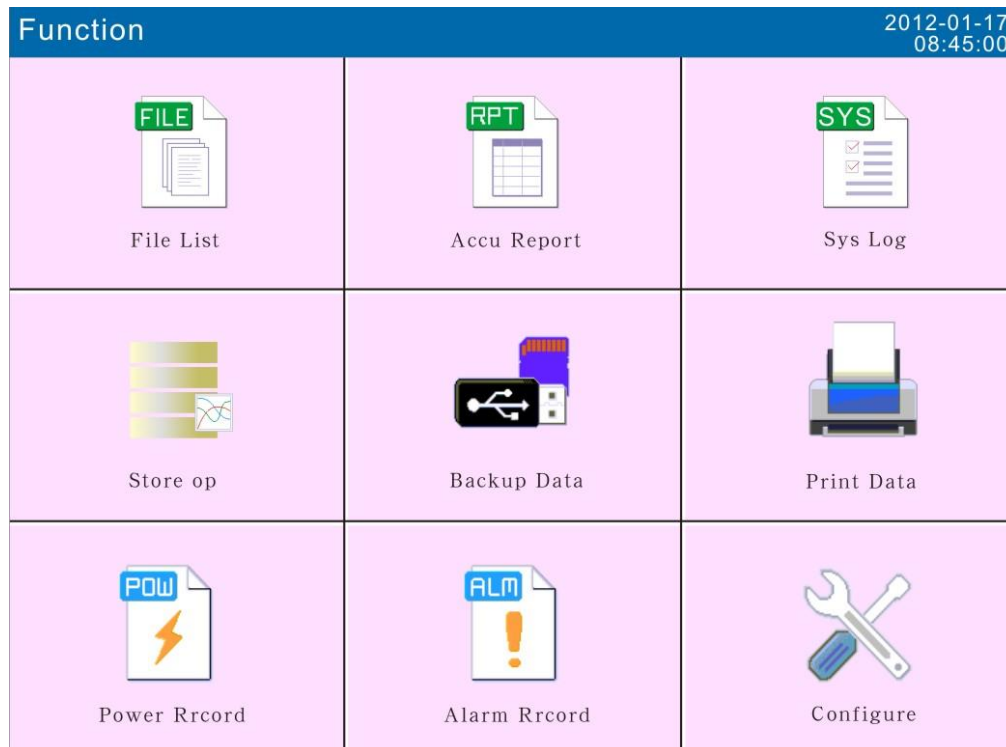 Function
2012-01-17
08:45:00
FILE
RPT
SYS
File List
Accu Report
Sys Log
Store op
Backup Data
Print Data
POW
ALM
Power Rrcord
Alarm Rrcord
Configure